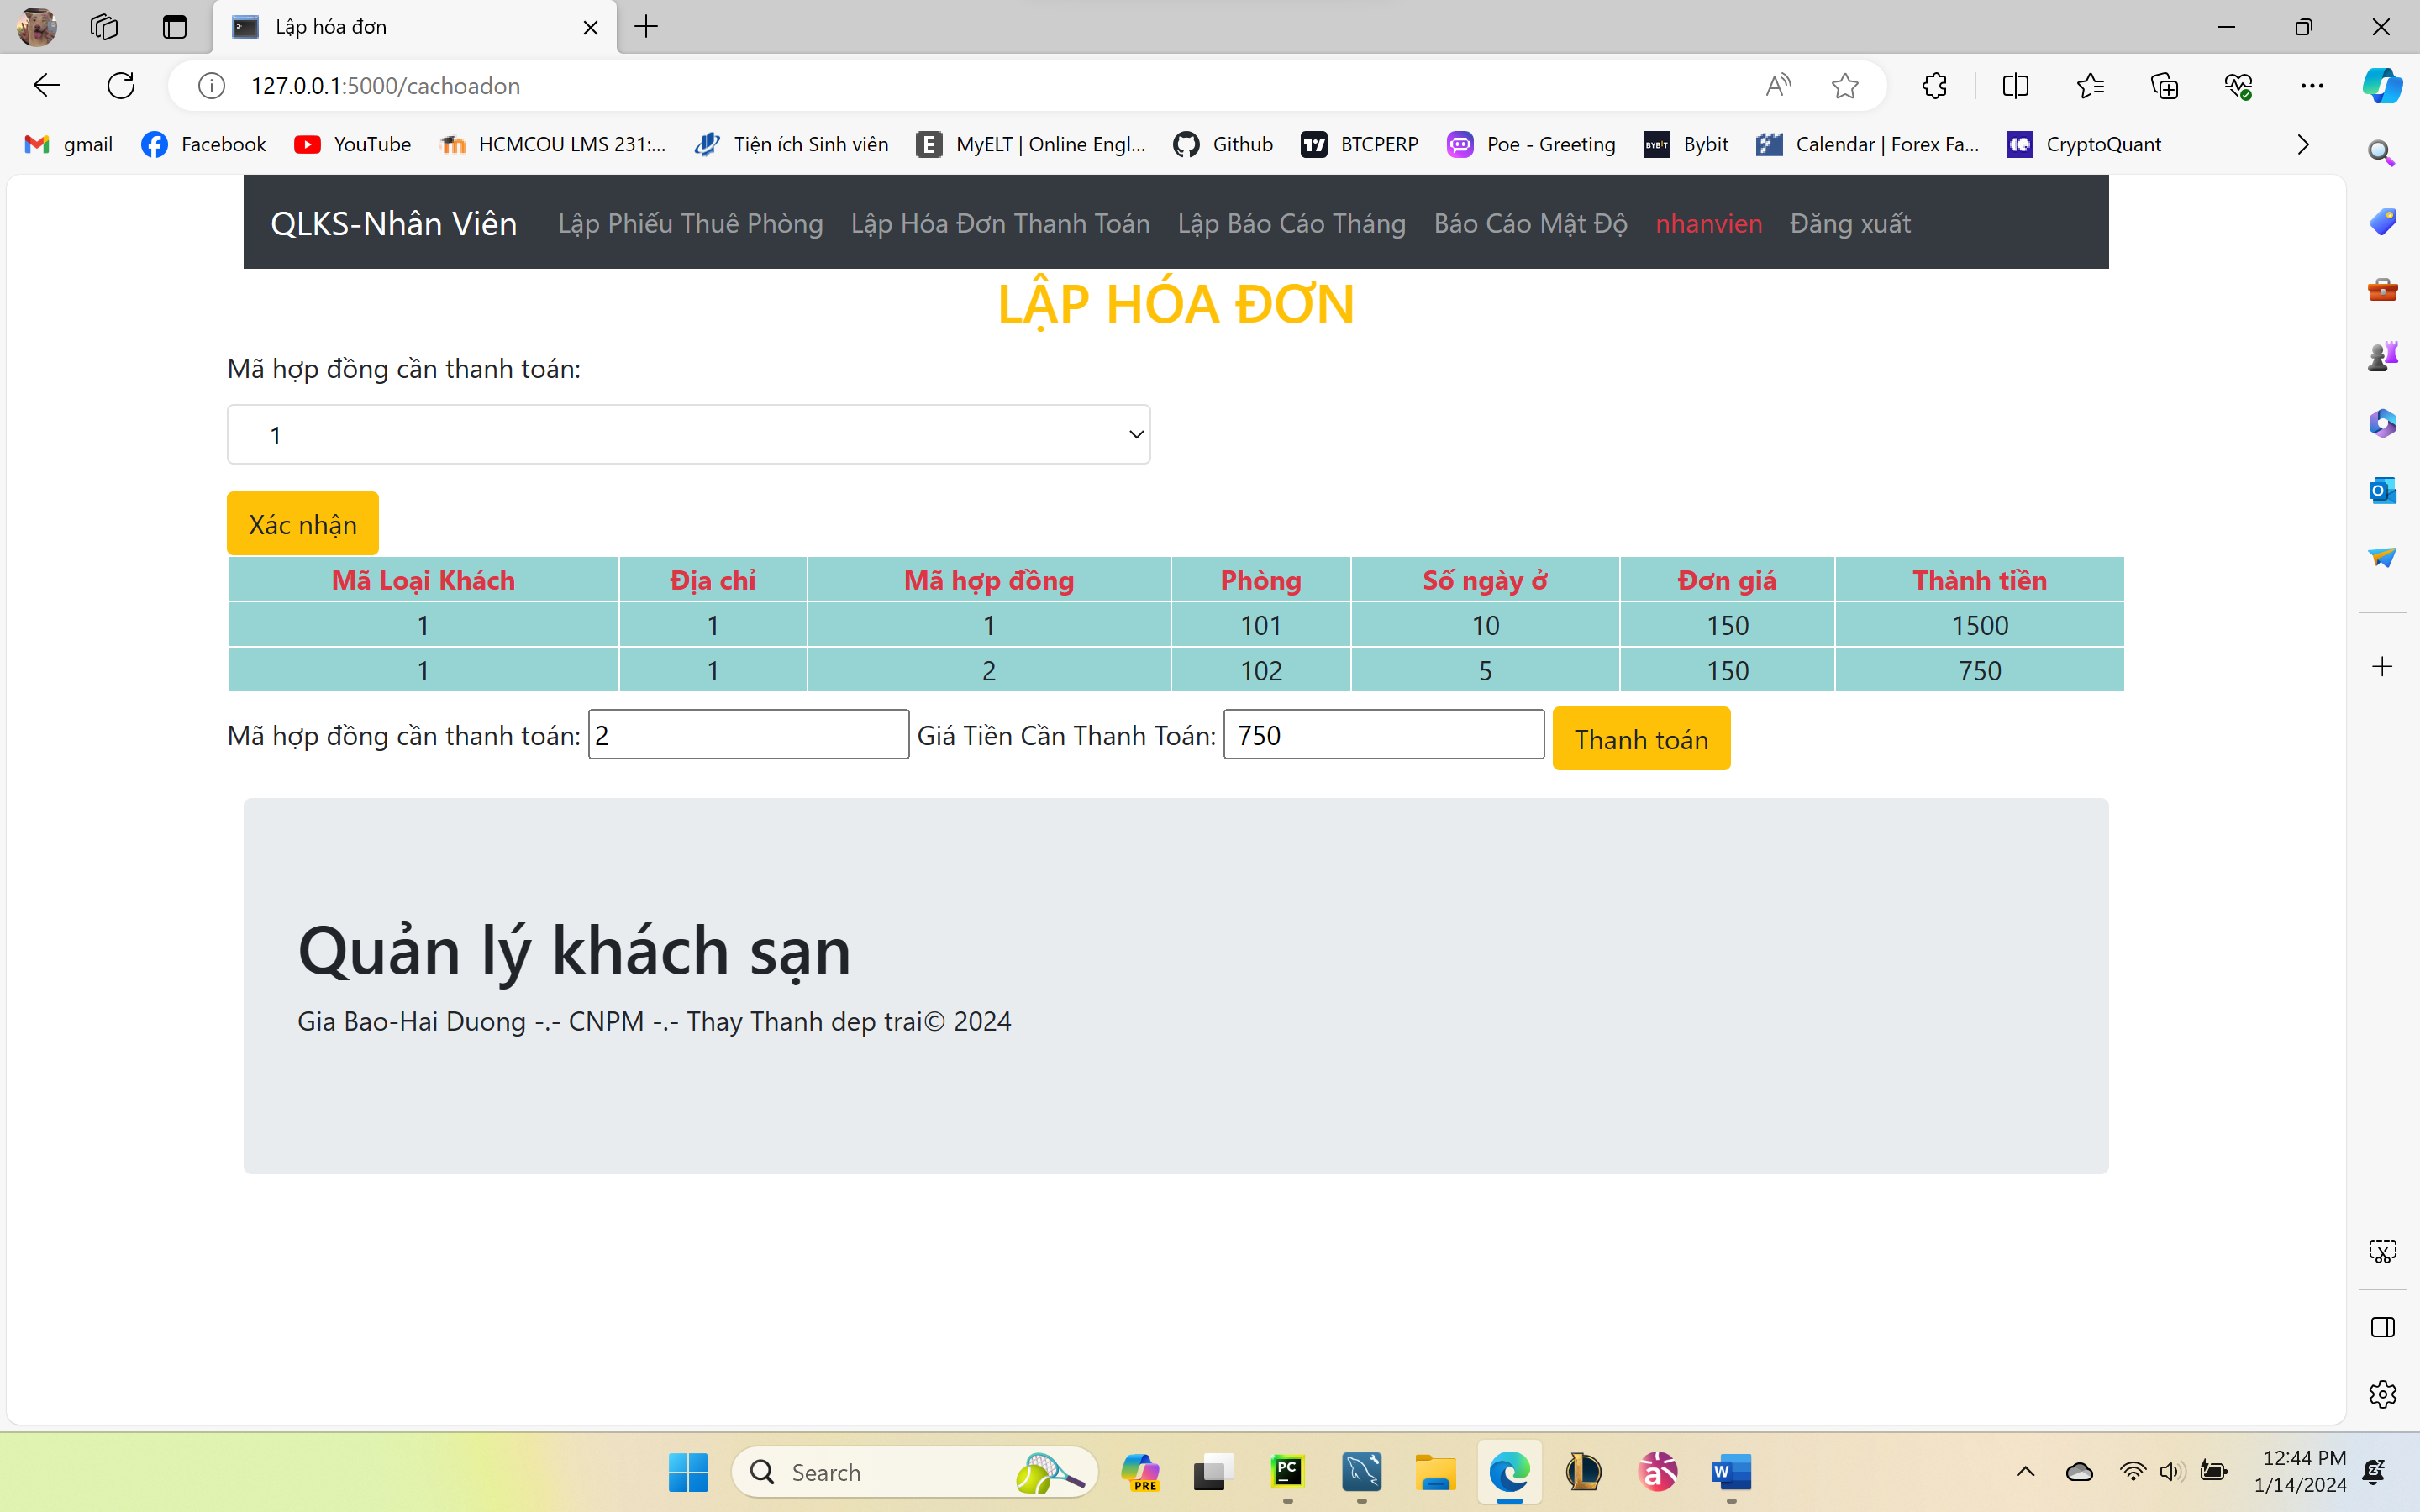 Lập hóa đơn
127.0.0.1:5000/cachoadon
gmail Facebook YouTube HCMCOU LMS 231:... Tiện ích Sinh viên E MyELT | Online Engl... Github BTCPERP Poe - Greeting BYBIT Bybit Calendar | Forex Fa... CryptoQuant
QLKS-Nhân Viên Lập Phiếu Thuê Phòng Lập Hóa Đơn Thanh Toán Lập Báo Cáo Tháng Báo Cáo Mật Độ nhanvien Đăng xuất
LẬP HÓA ĐƠN
Mã hợp đồng cần thanh toán:
1
Xác nhận
Mã Loại Khách Địa chỉ Mã hợp đồng Phòng Số ngày ở Đơn giá Thành tiền
1 1 1 101 10 150 1500
1 1 2 102 5 150 750
Mã hợp đồng cần thanh toán: 2 Giá Tiền Cần Thanh Toán: 750 Thanh toán
Quản lý khách sạn
Gia Bao-Hai Duong -.- CNPM -.- Thay Thanh dep trai© 2024
Search PRE PC W 12:44 PM
1/14/2024